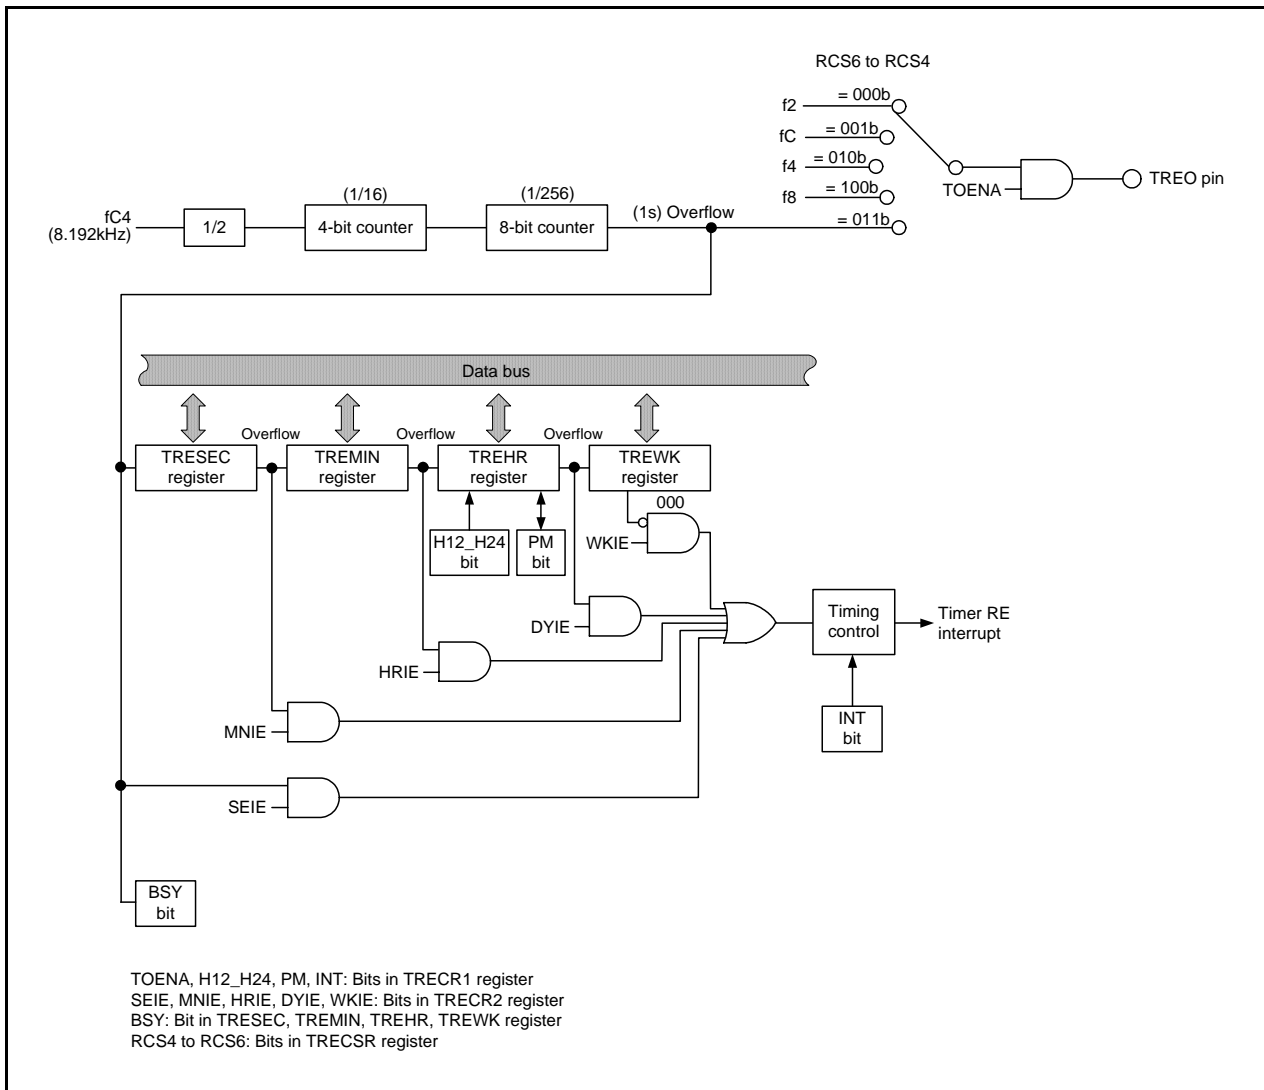 RCS6 to RCS4
f2
= 000b
fC
= 001b
f4
= 010b
f8
= 100b
= 011b
TOENA
TREO pin
fC4
(8.192kHz)
1/2
(1/16)
4-bit counter
(1/256)
8-bit counter
(1s) Overflow
Data bus
Overflow
Overflow
Overflow
TRESEC
register
TREMIN
register
TREHR
register
TREWK
register
000
H12_H24
bit
PM
bit
WKIE
DYIE
HRIE
MNIE
SEIE
Timing
control
Timer RE
interrupt
INT
bit
BSY
bit
TOENA, H12_H24, PM, INT: Bits in TRECR1 register
SEIE, MNIE, HRIE, DYIE, WKIE: Bits in TRECR2 register
BSY: Bit in TRESEC, TREMIN, TREHR, TREWK register
RCS4 to RCS6: Bits in TRECSR register